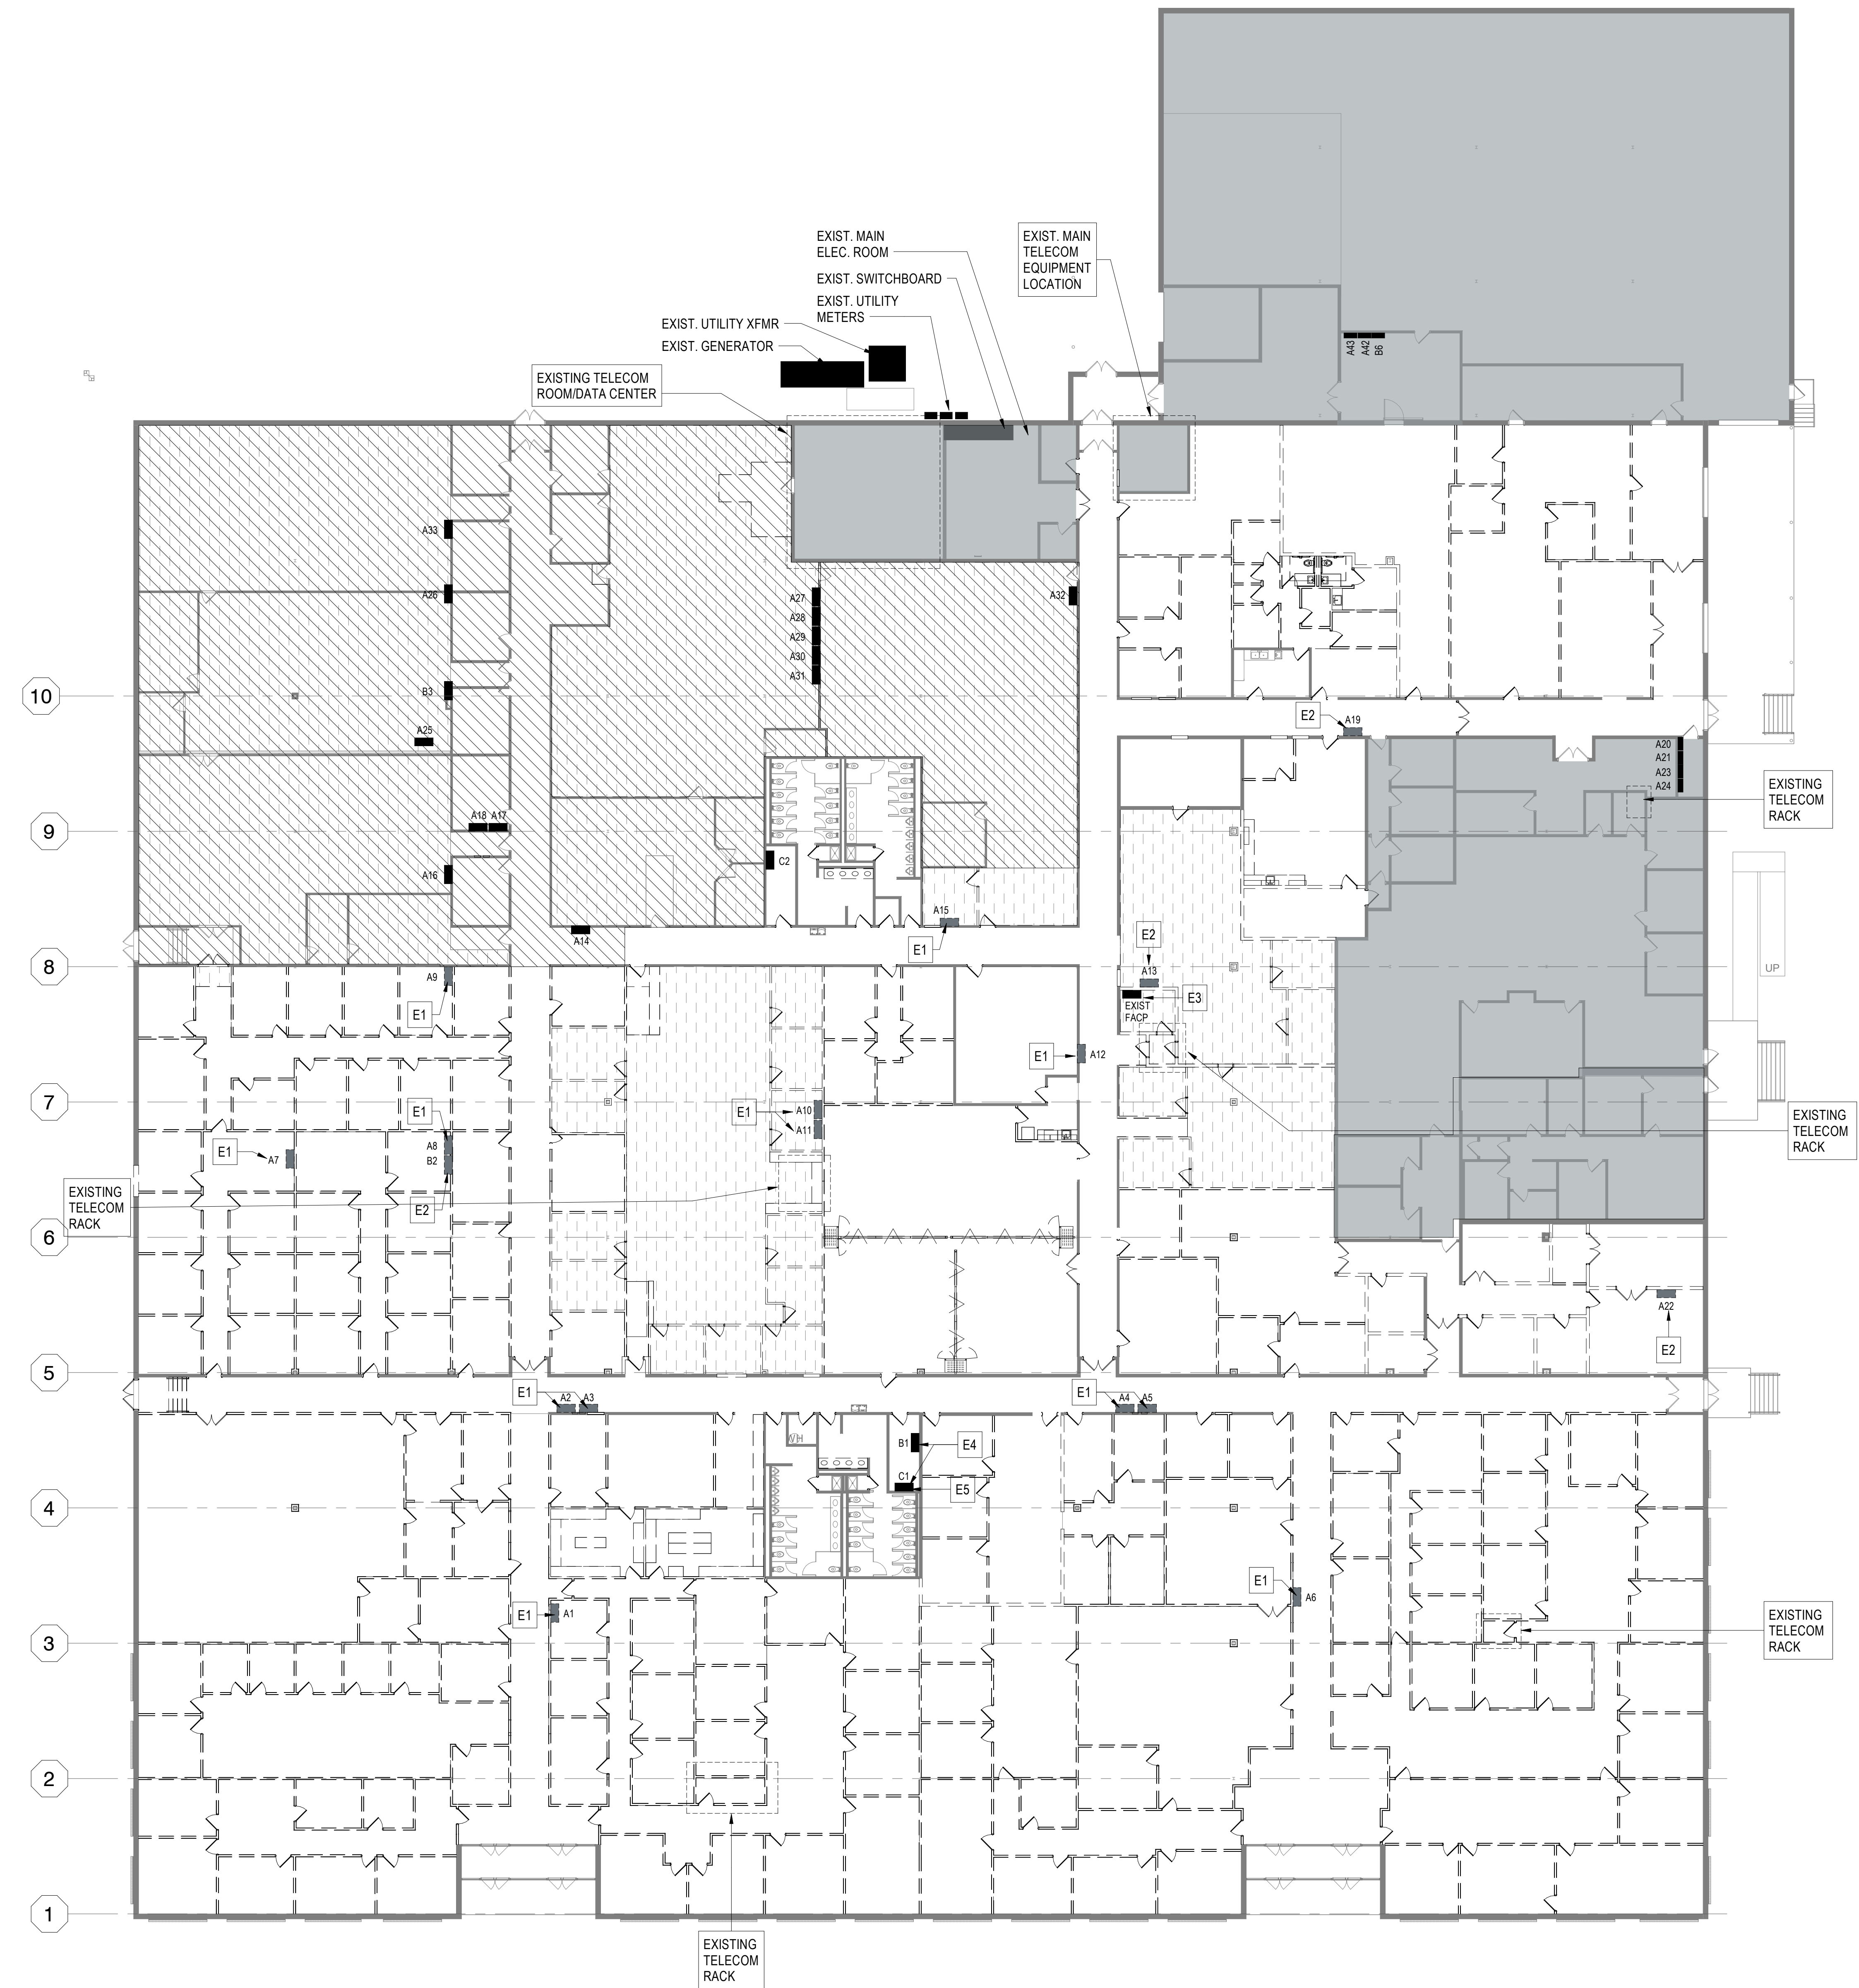 EXIST. MAIN
ELEC. ROOM
EXIST. SWITCHBOARD
EXIST. UTILITY
METERS
EXIST. UTILITY XFMR
EXIST. GENERATOR
EXIST. MAIN
TELECOM
EQUIPMENT
LOCATION
EXISTING TELECOM
ROOM/DATA CENTER
A43
A42
B6
A33
A26
A27
A28
A29
A30
A31
A32
10
B3
A25
E2
A19
A20
A21
A23
A24
EXISTING
TELECOM
RACK
9
A18
A17
A16
C2
A14
A15
E1
8
A9
E1
E2
A13
E3
EXIST
FACP
UP
E1
A12
7
E1
A8
B2
E2
E1
A7
E1
A10
A11
EXISTING
TELECOM
RACK
EXISTING
TELECOM
RACK
6
A22
E2
5
E1
A2
A3
E1
A4
A5
WH
B1
E4
C1
E5
4
E1
A1
E1
A6
3
EXISTING
TELECOM
RACK
2
1
EXISTING
TELECOM
RACK